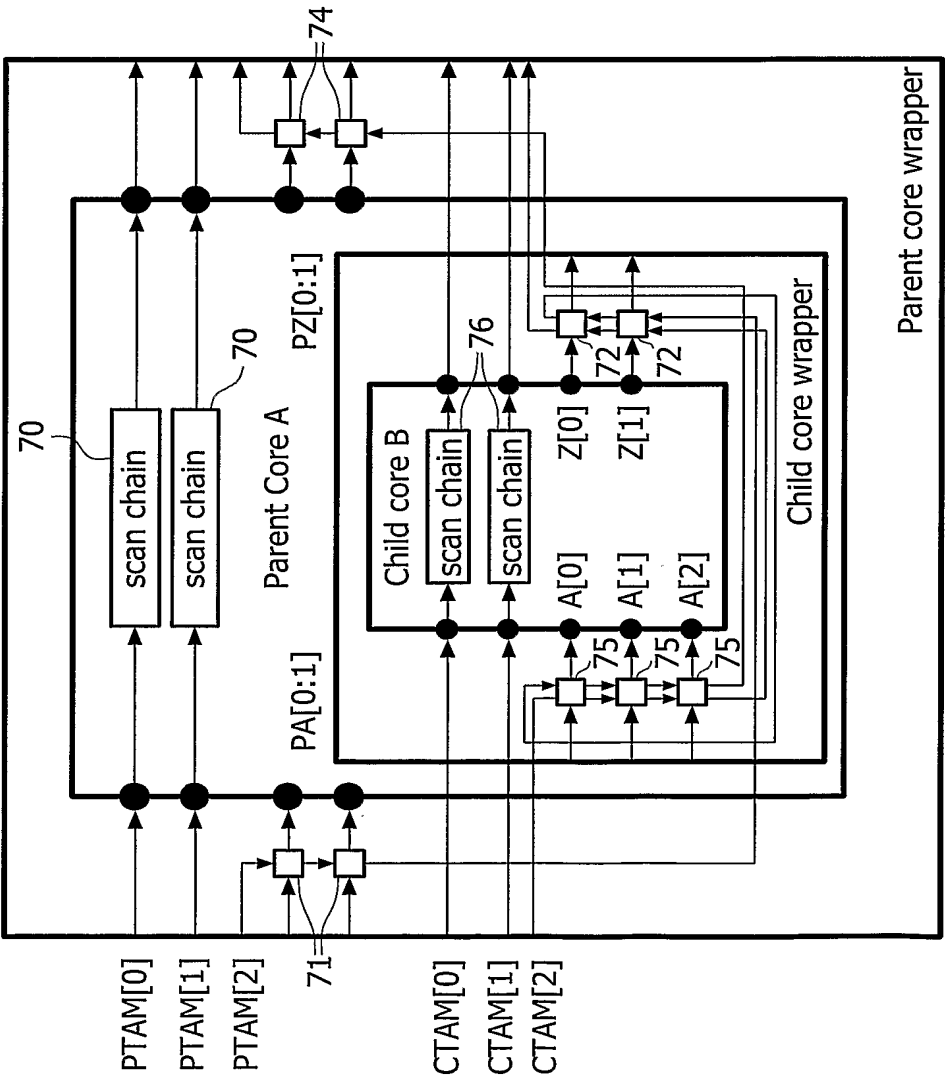 74
Parent core wrapper
PZ[0:1]
70
70
scan chain
scan chain
Parent Core A
76
72
72
Child core wrapper
Child core B
scan chain
scan chain
Z[0]
Z[1]
A[0]
A[1]
A[2]
PA[0:1]
75
75
75
71
PTAM[0]
PTAM[1]
PTAM[2]
CTAM[0]
CTAM[1]
CTAM[2]